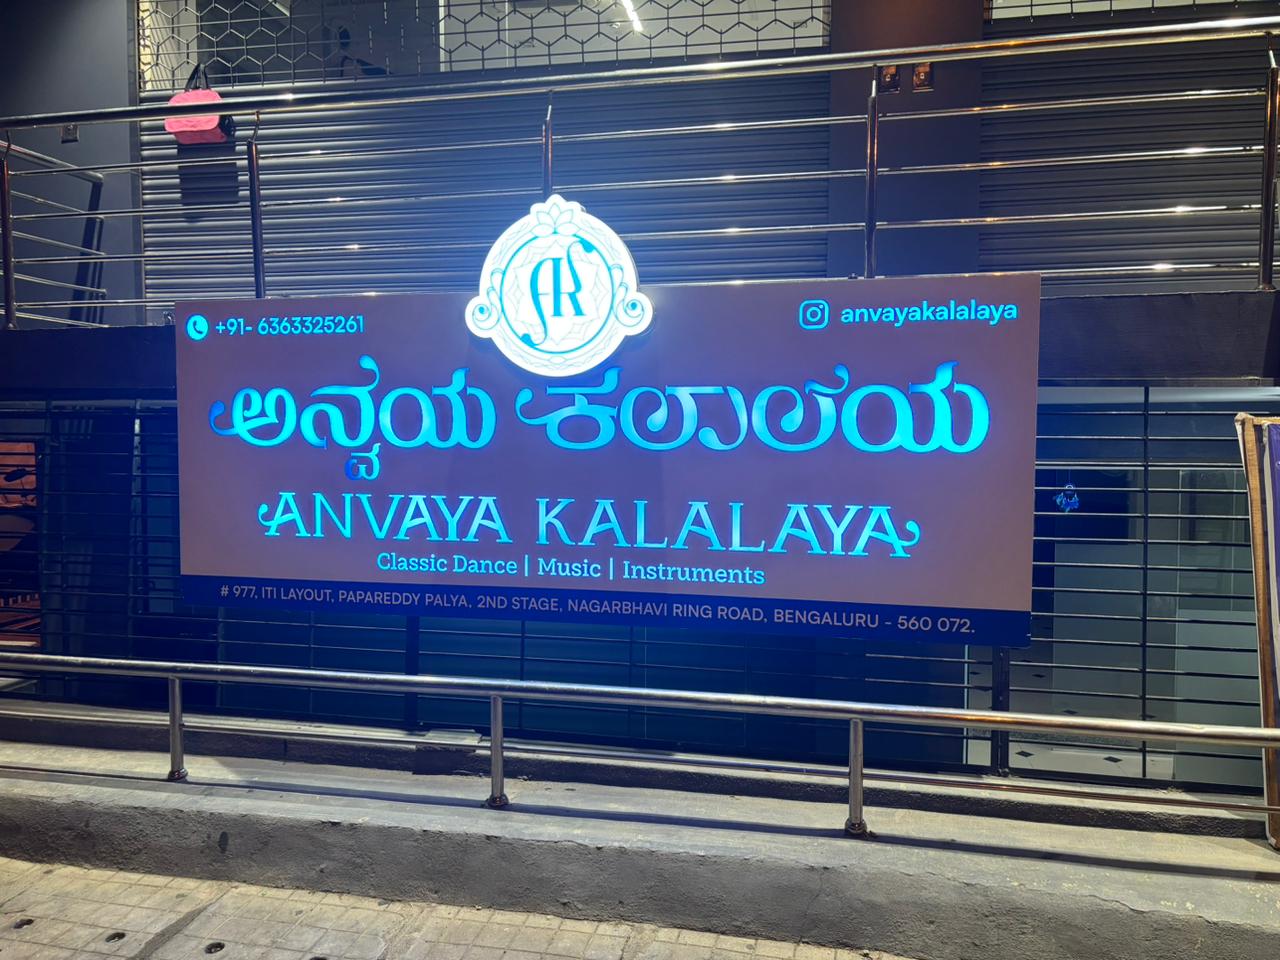 AR
+91- 6363325261
anvayakalalaya
ಅನ್ವಯ ಕಲಾಲಯ
ANVAYA KALALAYA
Classic Dance | Music | Instruments
# 977, ITI LAYOUT, PAPAREDDY PALYA, 2ND STAGE, NAGARBHAVI RING ROAD, BENGALURU - 560 072.